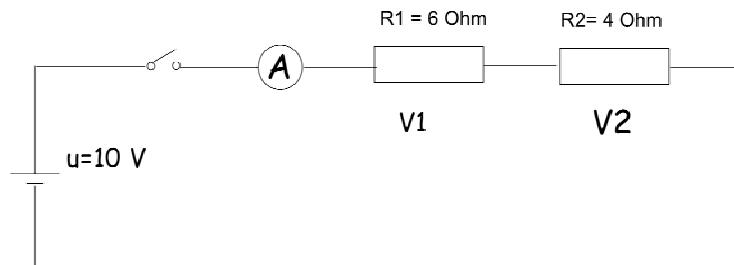 R1 = 6 Ohm
R2= 4 Ohm
A
V1
V2
u=10 V